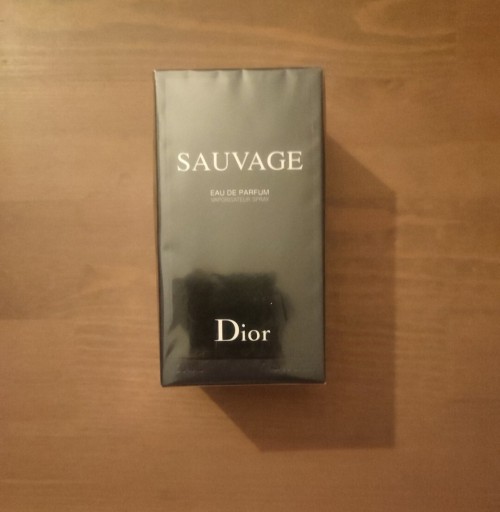 SAUVAGE
EAU DE PARFUM
VAPORISATEUR SPRAY
Dior